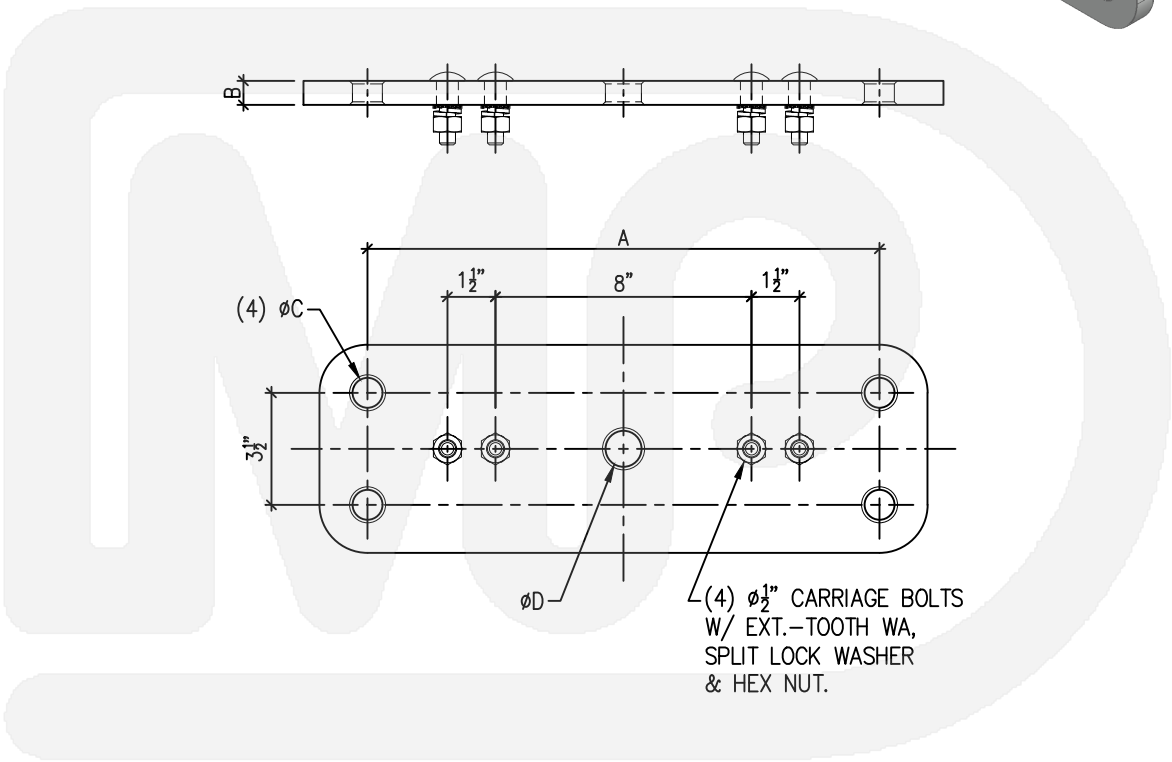 B
A
1½"
8"
1½"
(4) øC
3½"
øD
(4) ø½" CARRIAGE BOLTS
W/ EXT.-TOOTH WA,
SPLIT LOCK WASHER
& HEX NUT.